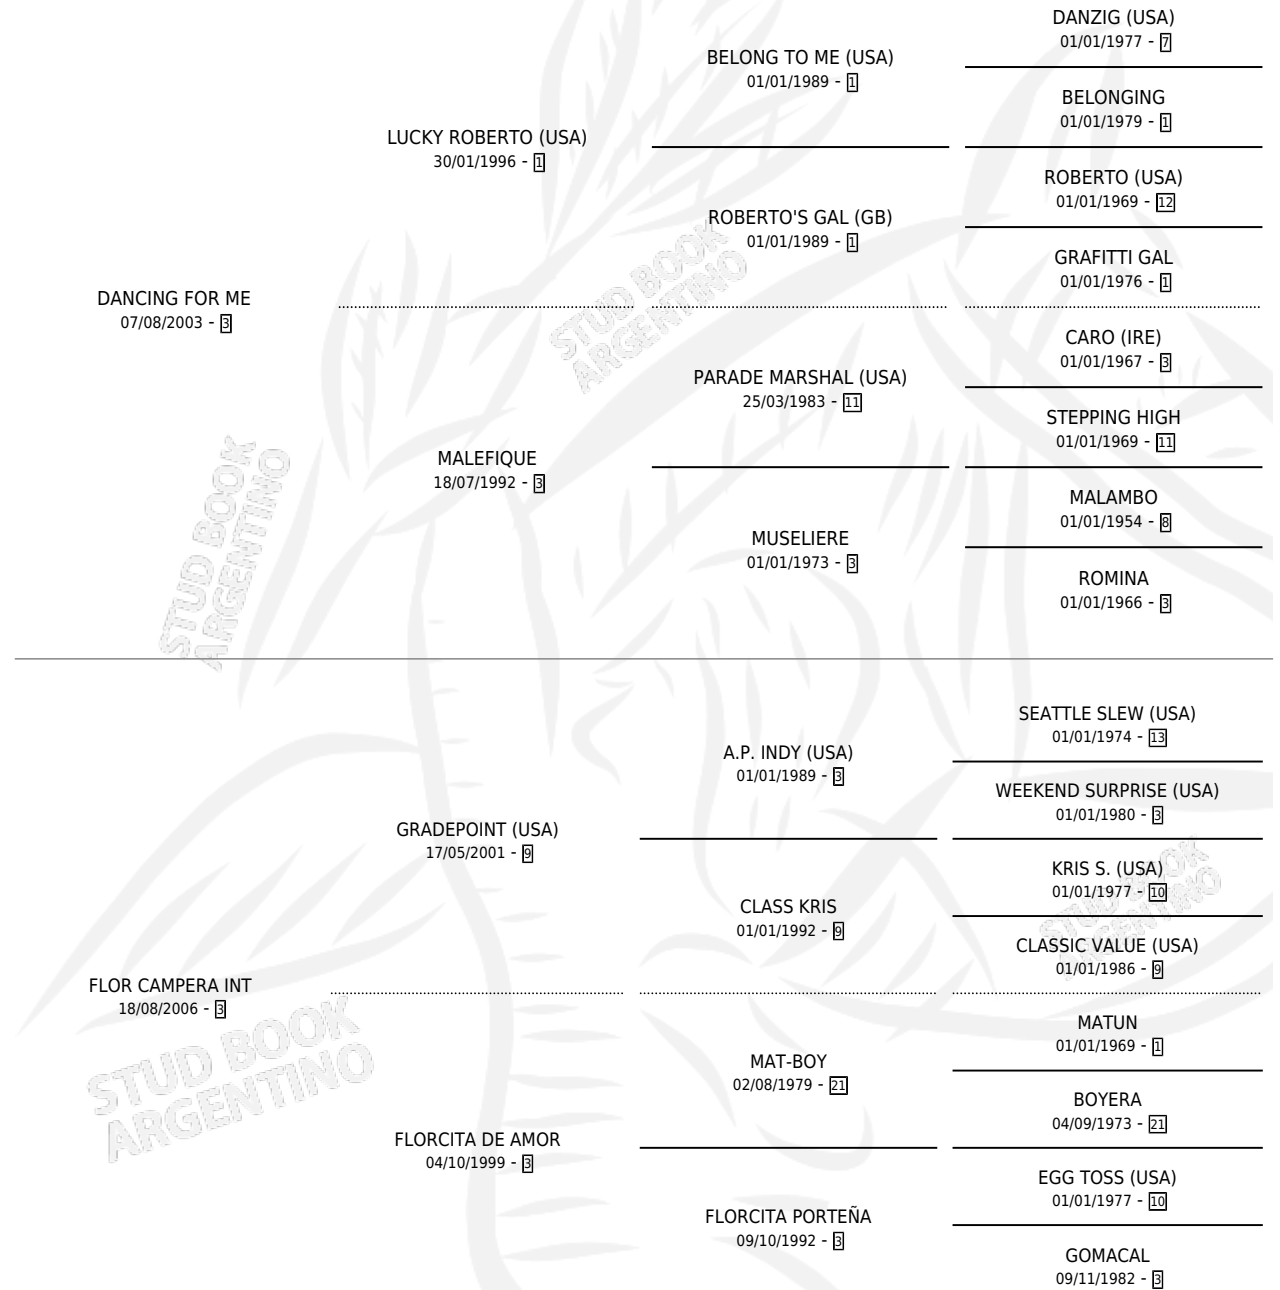 DANZIG (USA)
01/01/1977 - 7
BELONG TO ME (USA)
01/01/1989 - 1
BELONGING
01/01/1979 - 1
LUCKY ROBERTO (USA)
30/01/1996 - 1
ROBERTO (USA)
01/01/1969 - 12
ROBERTO'S GAL (GB)
01/01/1989 - 1
GRAFITTI GAL
01/01/1976 - 1
DANCING FOR ME
07/08/2003 - 3
CARO (IRE)
01/01/1967 - 3
PARADE MARSHAL (USA)
25/03/1983 - 11
STEPPING HIGH
01/01/1969 - 11
MALEFIQUE
18/07/1992 - 3
MALAMBO
01/01/1954 - 8
MUSELIERE
01/01/1973 - 3
ROMINA
01/01/1966 - 3
STUD BOOK
ARGENTINO
STUD BOOK
ARGENTINO
SEATTLE SLEW (USA)
01/01/1974 - 13
A.P. INDY (USA)
01/01/1989 - 3
WEEKEND SURPRISE (USA)
01/01/1980 - 3
GRADEPOINT (USA)
17/05/2001 - 9
KRIS S. (USA)
01/01/1977 - 10
CLASS KRIS
01/01/1992 - 9
CLASSIC VALUE (USA)
01/01/1986 - 9
FLOR CAMPERA INT
18/08/2006 - 3
MATUN
01/01/1969 - 1
MAT-BOY
02/08/1979 - 21
BOYERA
04/09/1973 - 21
FLORCITA DE AMOR
04/10/1999 - 3
EGG TOSS (USA)
01/01/1977 - 10
FLORCITA PORTEÑA
09/10/1992 - 3
GOMACAL
09/11/1982 - 3
STUD BOOK
ARGENTINO
STUD BOOK
ARGENTINO